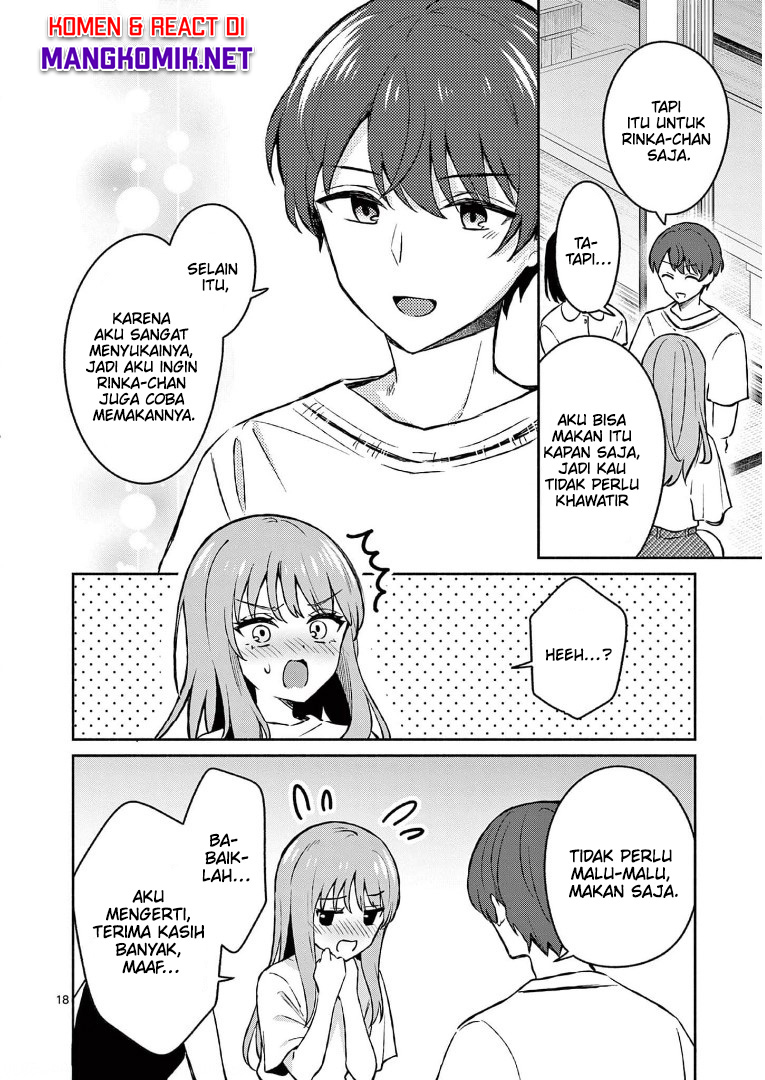 KOMEN & REACT DI
MANGKOMIK.NET
TAPI
ITU UNTUK
RINKA-CHAN
SAJA.
TA-
TAPI...
AKU BISA
MAKAN ITU
KAPAN SAJA,
JADI KAU
TIDAK PERLU
KHAWATIR
SELAIN
ITU,
KARENA
AKU SANGAT
MENYUKAINYA,
JADI AKU INGIN
RINKA-CHAN
JUGA COBA
MEMAKANNYA.
HEEH...?
TIDAK PERLU
MALU-MALU,
MAKAN SAJA.
BA-
BAIK-
LAH...
AKU
MENGERTI,
TERIMA KASIH
BANYAK,
MAAF...
18